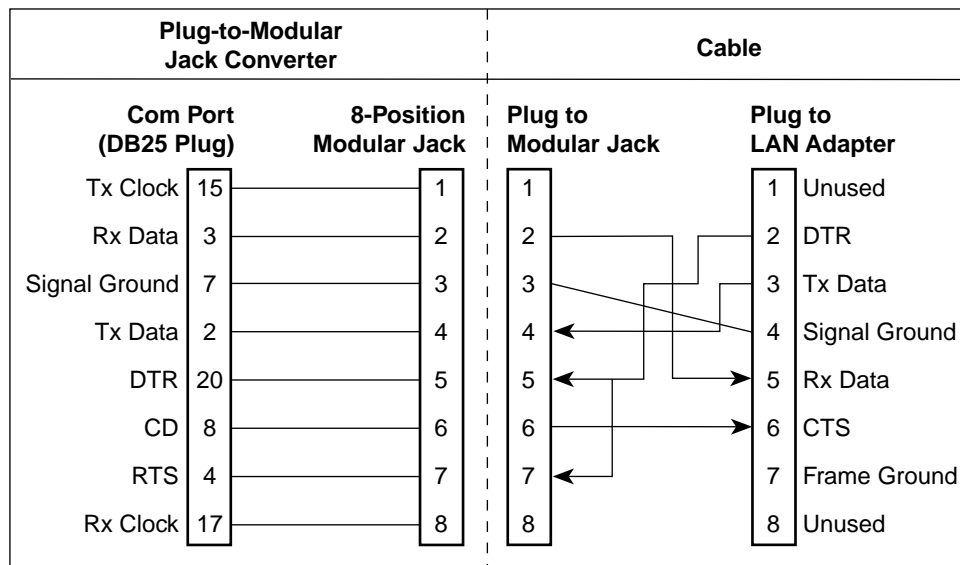 Plug-to-Modular
Jack Converter
Cable
Com Port
(DB25 Plug)
8-Position
Modular Jack
Plug to
Modular Jack
Plug to
LAN Adapter
Tx Clock 15 1 1 1 Unused
Rx Data 3 2 2 2 DTR
Signal Ground 7 3 3 3 Tx Data
Tx Data 2 4 4 4 Signal Ground
DTR 20 5 5 5 Rx Data
CD 8 6 6 6 CTS
RTS 4 7 7 7 Frame Ground
Rx Clock 17 8 8 8 Unused